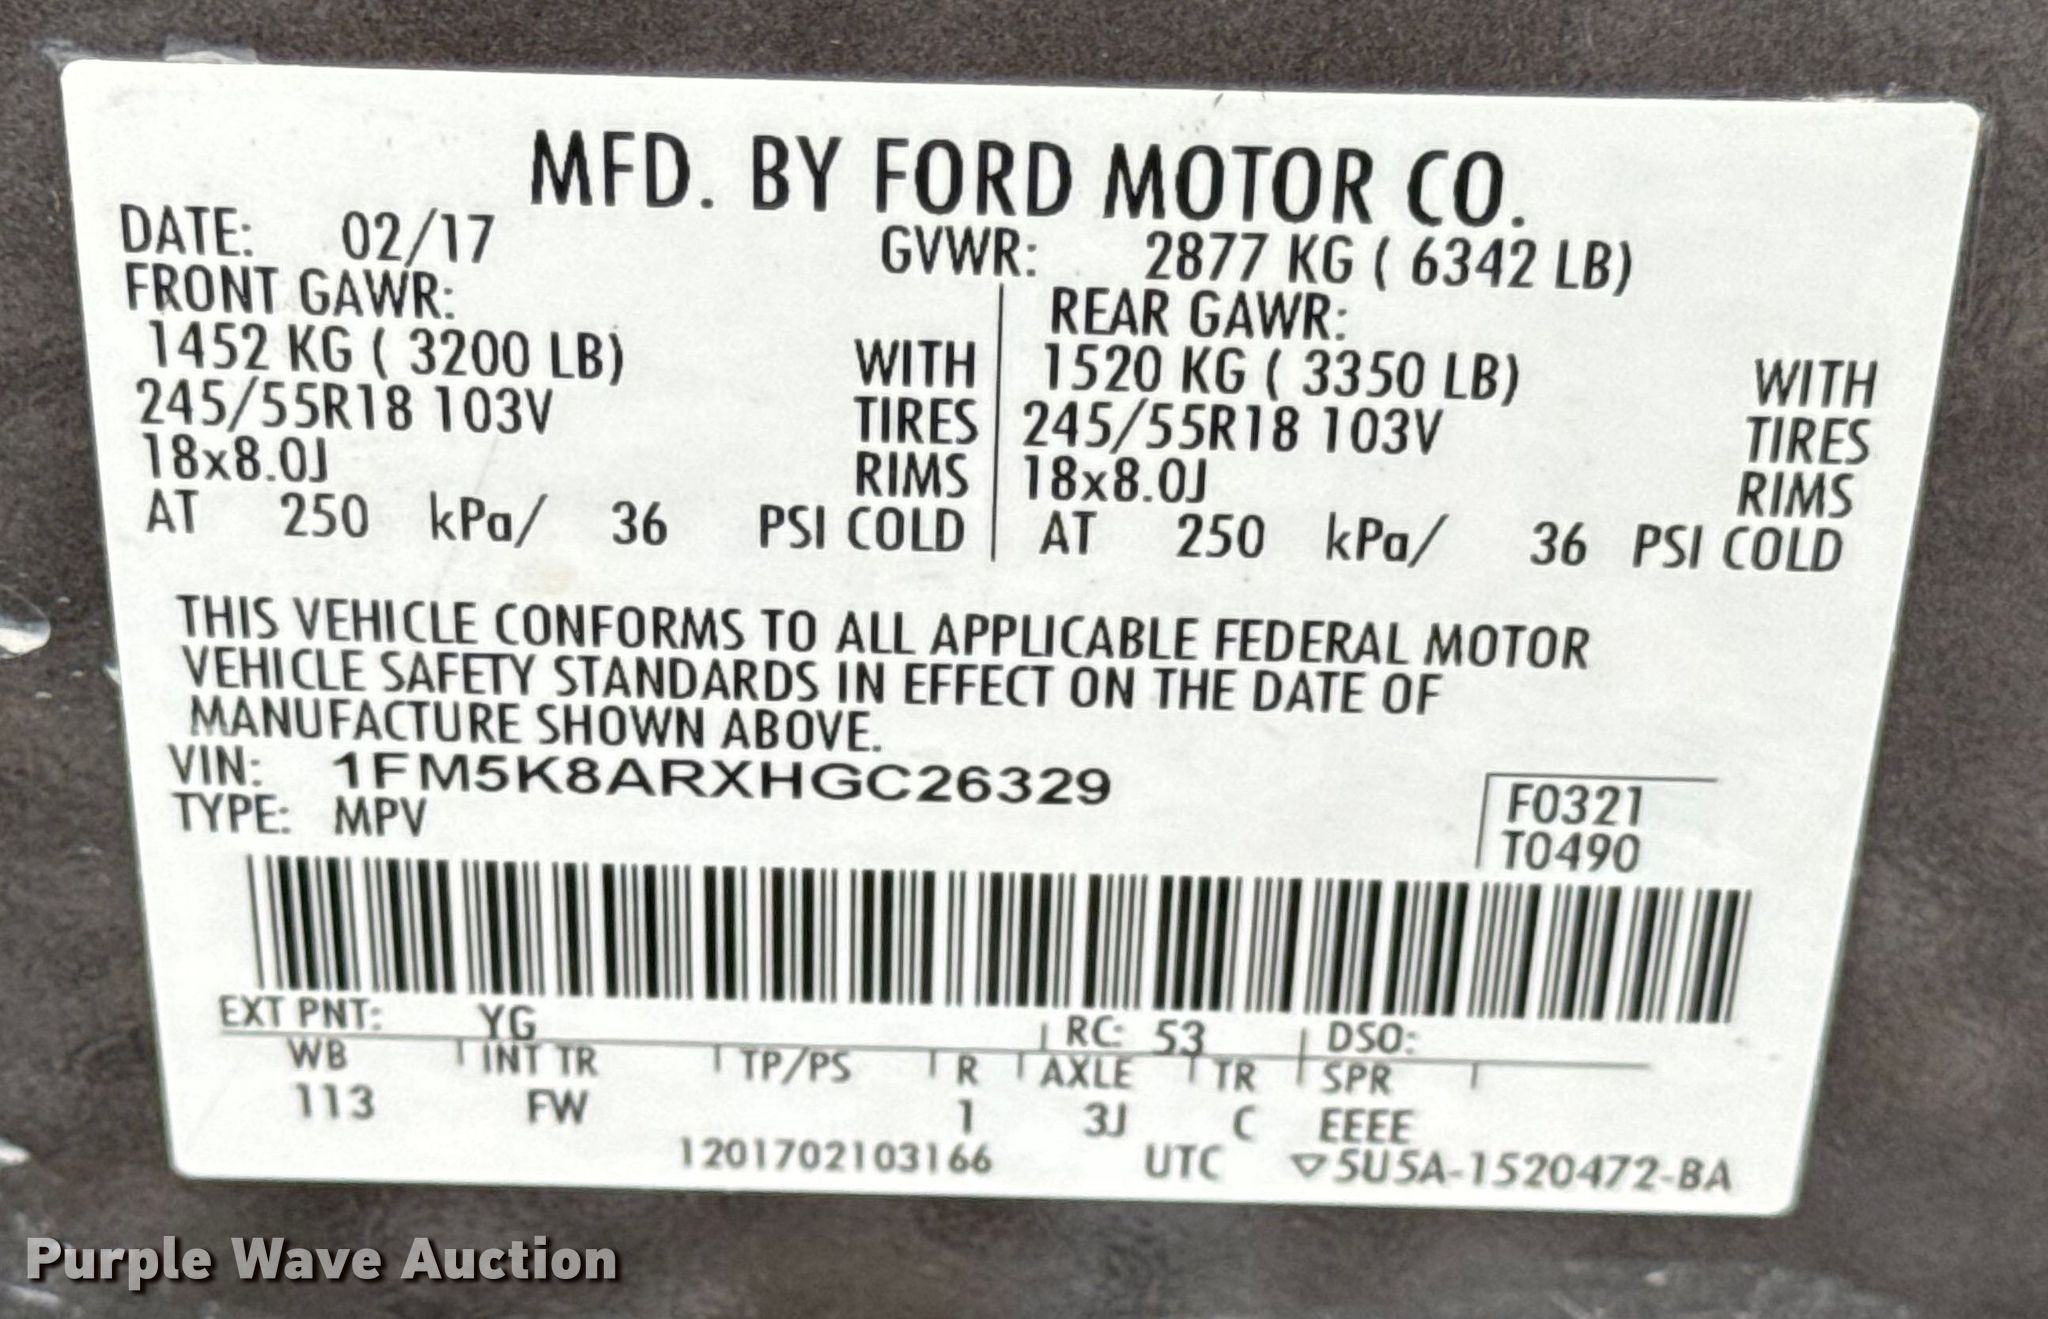 MFD. BY FORD MOTOR CO.
DATE: 02/17 GVWR: 2877 KG ( 6342 LB)
FRONT GAWR: REAR GAWR:
1452 KG ( 3200 LB) WITH 1520 KG ( 3350 LB) WITH
245/55R18 103V TIRES 245/55R18 103V TIRES
18x8.0J RIMS 18x8.0J RIMS
AT 250 kPa/ 36 PSI COLD AT 250 kPa/ 36 PSI COLD
THIS VEHICLE CONFORMS TO ALL APPLICABLE FEDERAL MOTOR
VEHICLE SAFETY STANDARDS IN EFFECT ON THE DATE OF
MANUFACTURE SHOWN ABOVE.
VIN: 1FM5K8ARXHGC26329
TYPE: MPV
F0321
T0490
EXT PNT: YG RC: 53 DSO:
WB INT TR TP/PS R AXLE TR SPR
113 FW 1 3J C EEEE
1201702103166 UTC ▽5U5A-1520472-BA
Purple Wave Auction